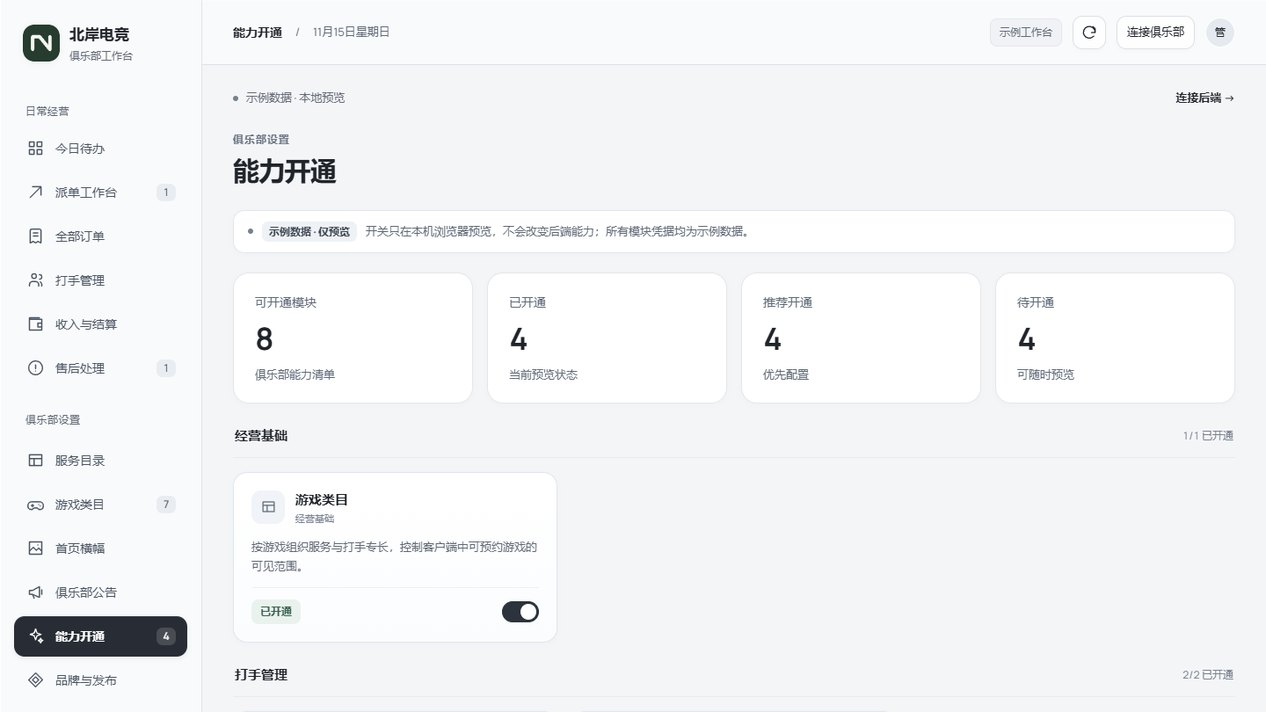 北岸电竞
俱乐部工作台
日常经营
今日待办
派单工作台 1
全部订单
打手管理
收入与结算
售后处理 1
俱乐部设置
服务目录
游戏类目 7
首页横幅
俱乐部公告
能力开通 4
品牌与发布
能力开通 / 11月15日星期日
示例工作台
连接俱乐部
管
示例数据 · 本地预览
连接后端 →
俱乐部设置
能力开通
示例数据 · 仅预览 开关只在本机浏览器预览，不会改变后端能力；所有模块凭据均为示例数据。
可开通模块
8
俱乐部能力清单
已开通
4
当前预览状态
推荐开通
4
优先配置
待开通
4
可随时预览
经营基础
1/1 已开通
游戏类目
经营基础
按游戏组织服务与打手专长，控制客户端中可预约游戏的
可见范围。
已开通
打手管理
2/2 已开通